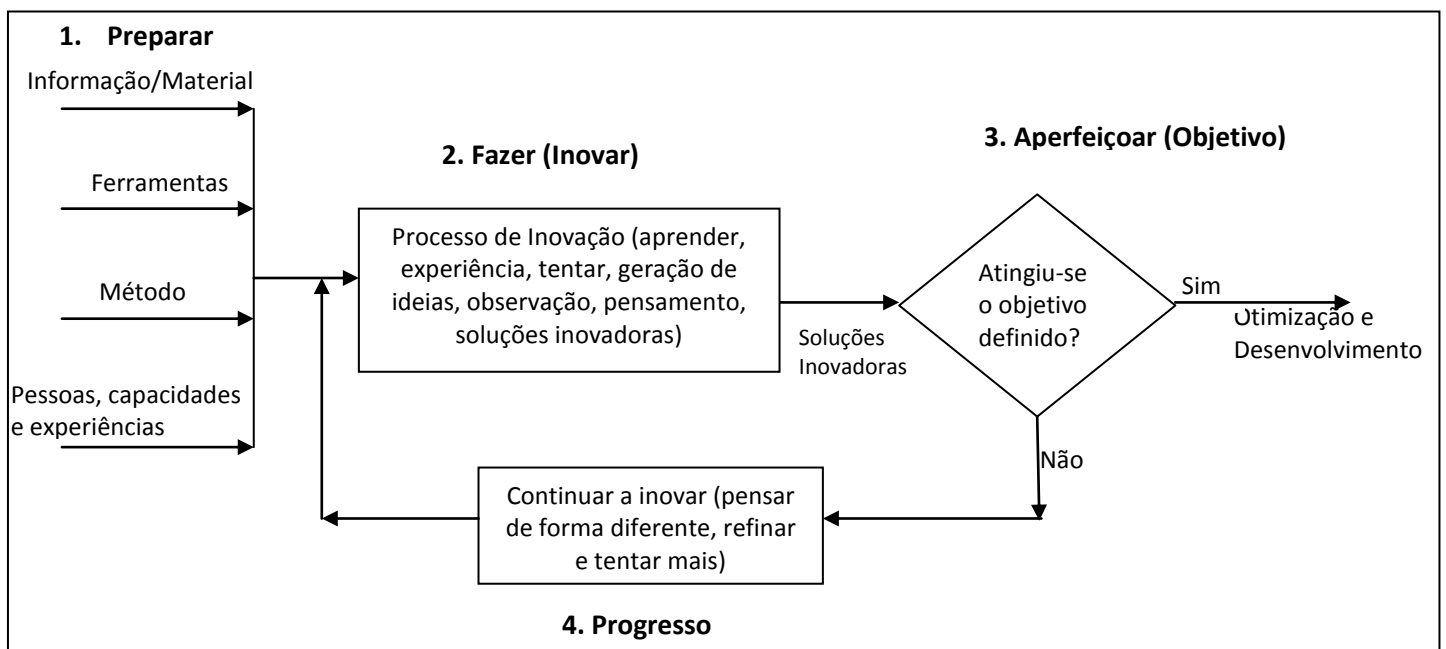 1. Preparar
Informação/Material
Ferramentas
Método
Pessoas, capacidades
e experiências
2. Fazer (Inovar)
Processo de Inovação (aprender,
experiência, tentar, geração de
ideias, observação, pensamento,
soluções inovadoras)
Soluções
Inovadoras
3. Aperfeiçoar (Objetivo)
Atingiu-se
o objetivo
definido?
Sim
Otimização e
Desenvolvimento
Não
Continuar a inovar (pensar
de forma diferente, refinar
e tentar mais)
4. Progresso